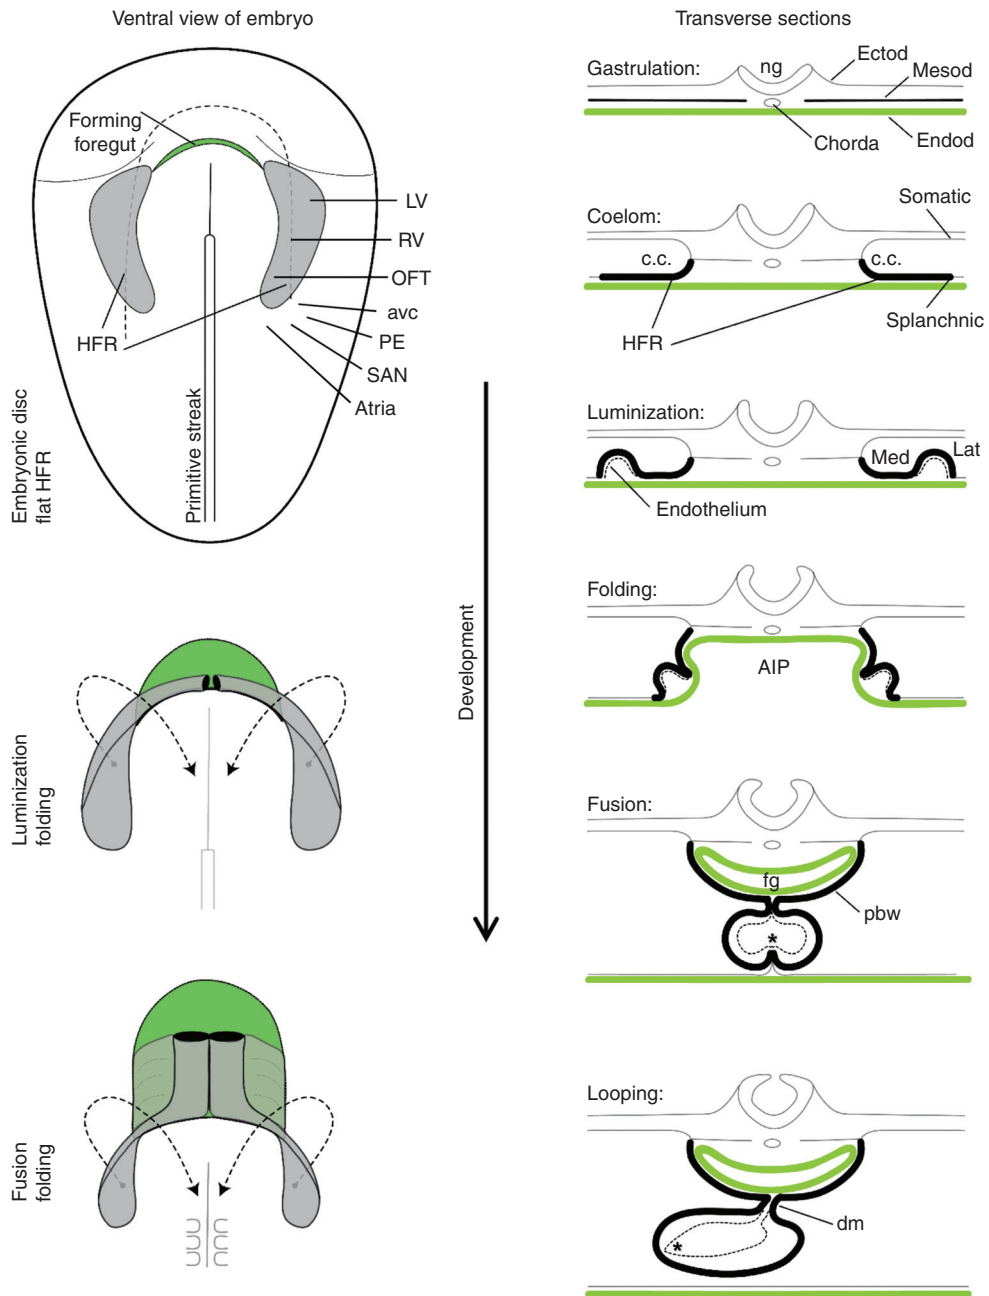 Ventral view of embryo
Forming
foregut
LV
RV
OFT
avc
PE
SAN
Atria
HFR
Primitive streak
Embryonic disc
flat HFR
Luminization
folding
Fusion
folding
Development
Transverse sections
Gastrulation:
ng
Ectod
Mesod
Chorda
Endod
Coelom:
Somatic
c.c.
c.c.
HFR
Splanchnic
Luminization:
Med
Lat
Endothelium
Folding:
AIP
Fusion:
fg
pbw
*
Looping:
dm
*